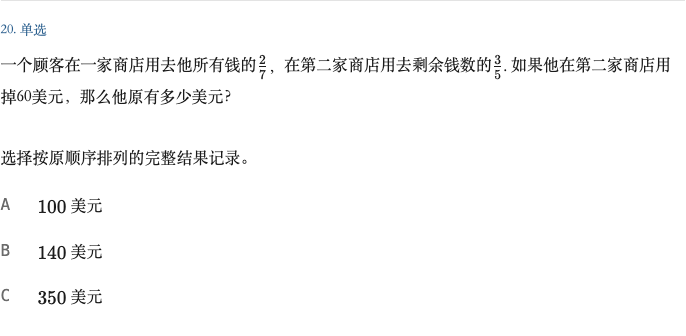 20. 单选
一个顾客在一家商店用去他所有钱的2/7，在第二家商店用去剩余钱数的3/5. 如果他在第二家商店用
掉60美元，那么他原有多少美元？
选择按原顺序排列的完整结果记录。
A 100 美元
B 140 美元
C 350 美元